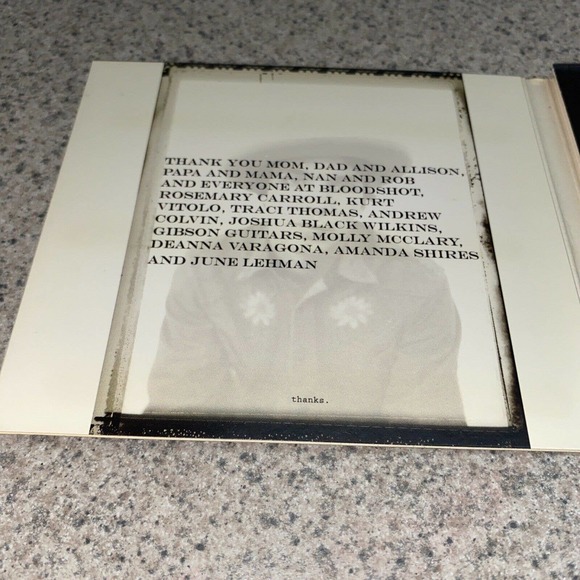 THANK YOU MOM, DAD AND ALLISON,
PAPA AND MAMA, NAN AND ROB
AND EVERYONE AT BLOODSHOT,
ROSEMARY CARROLL, KURT
VITOLO, TRACI THOMAS, ANDREW
COLVIN, JOSHUA BLACK WILKINS,
GIBSON GUITARS, MOLLY MCCLARY,
DEANNA VARAGONA, AMANDA SHIRES
AND JUNE LEHMAN
thanks.